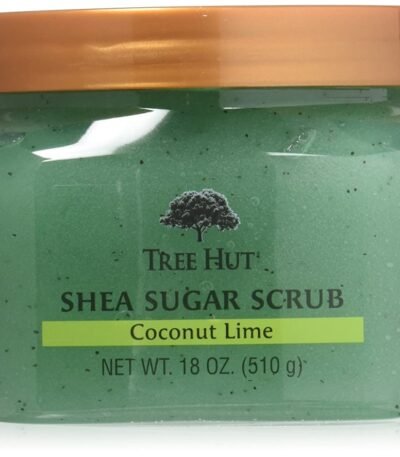 TREE HUT
SHEA SUGAR SCRUB
Coconut Lime
NET WT. 18 OZ. (510 g)